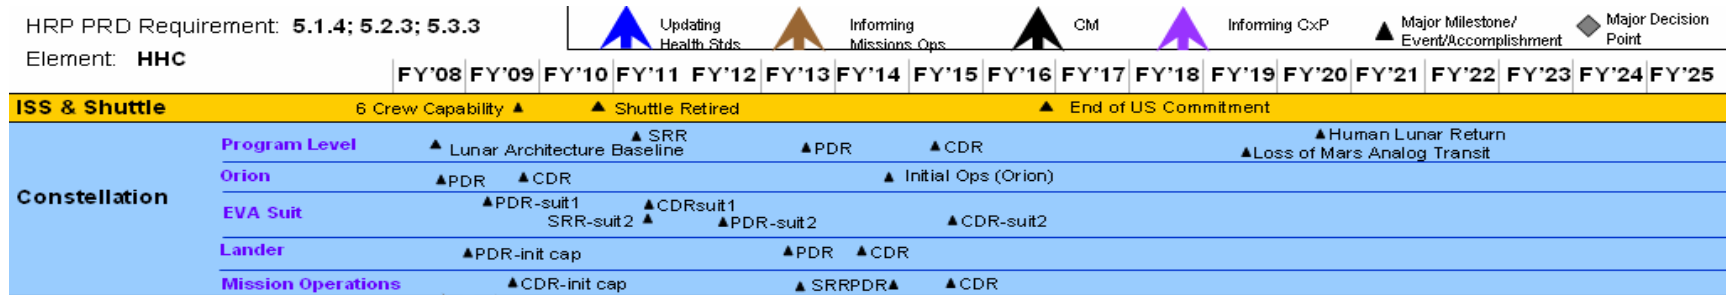 HRP PRD Requirement: 5.1.4; 5.2.3; 5.3.3
Element: HHC
Updating
Health Stds
Informing
Missions Ops
CM
Informing CxP
Major Milestone/
Event/Accomplishment
Major Decision
Point
FY'08 FY'09 FY'10 FY'11 FY'12 FY'13 FY'14 FY'15 FY'16 FY'17 FY'18 FY'19 FY'20 FY'21 FY'22 FY'23 FY'24 FY'25
ISS & Shuttle 6 Crew Capability Shuttle Retired End of US Commitment
Constellation
Program Level
SRR Human Lunar Return
Lunar Architecture Baseline PDR CDR Loss of Mars Analog Transit
Orion PDR CDR Initial Ops (Orion)
EVA Suit
PDR-suit1 CDRsuit1
SRR-suit2 PDR-suit2 CDR-suit2
Lander PDR-init cap PDR CDR
Mission Operations CDR-init cap SRR PDR CDR